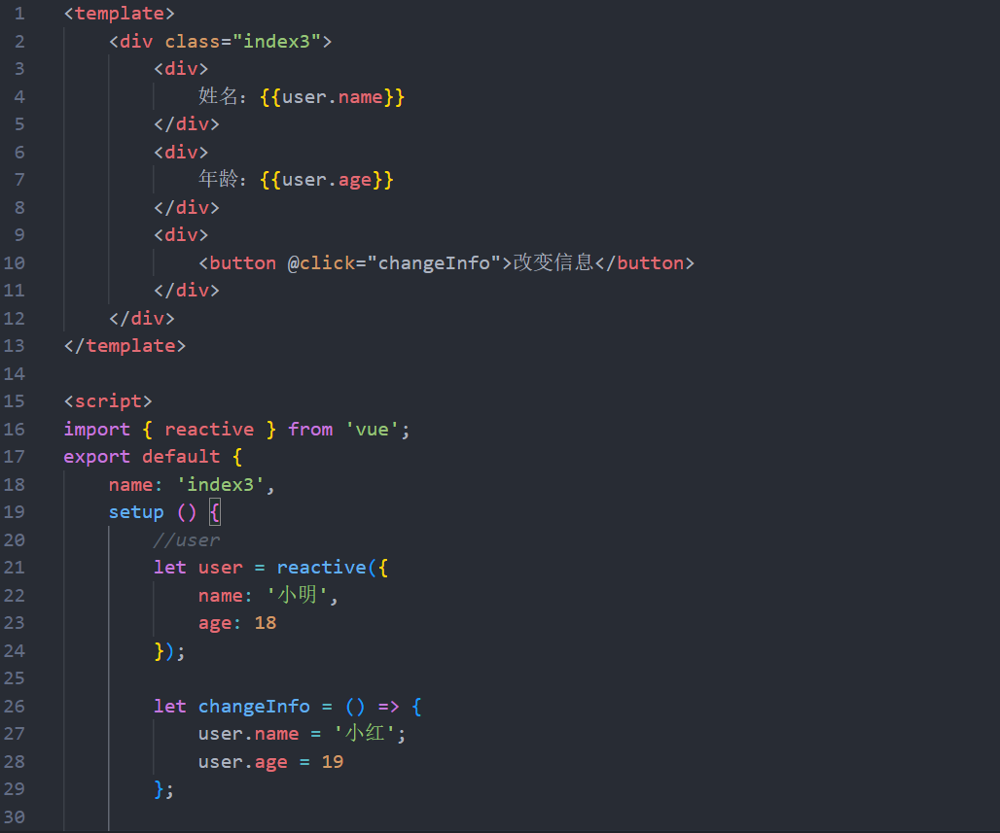 1 <template>
2     <div class="index3">
3         <div>
4             姓名：{{user.name}}
5         </div>
6         <div>
7             年龄：{{user.age}}
8         </div>
9         <div>
10             <button @click="changeInfo">改变信息</button>
11         </div>
12     </div>
13 </template>
14
15 <script>
16 import { reactive } from 'vue';
17 export default {
18     name: 'index3',
19     setup () {
20         //user
21         let user = reactive({
22             name: '小明',
23             age: 18
24         });
25
26         let changeInfo = () => {
27             user.name = '小红';
28             user.age = 19
29         };
30